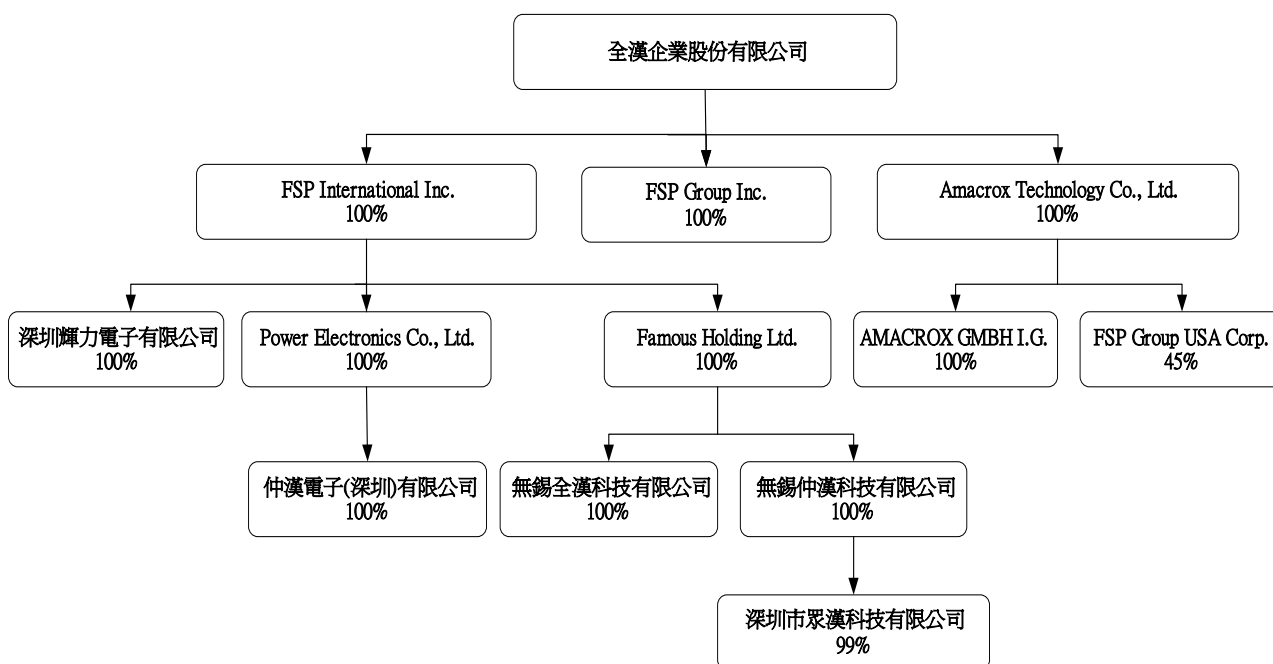 全漢企業股份有限公司
FSP International Inc.
100%
FSP Group Inc.
100%
Amacrox Technology Co., Ltd.
100%
深圳輝力電子有限公司
100%
Power Electronics Co., Ltd.
100%
Famous Holding Ltd.
100%
AMACROX GMBH I.G.
100%
FSP Group USA Corp.
45%
仲漢電子(深圳)有限公司
100%
無錫全漢科技有限公司
100%
無錫仲漢科技有限公司
100%
深圳市眾漢科技有限公司
99%